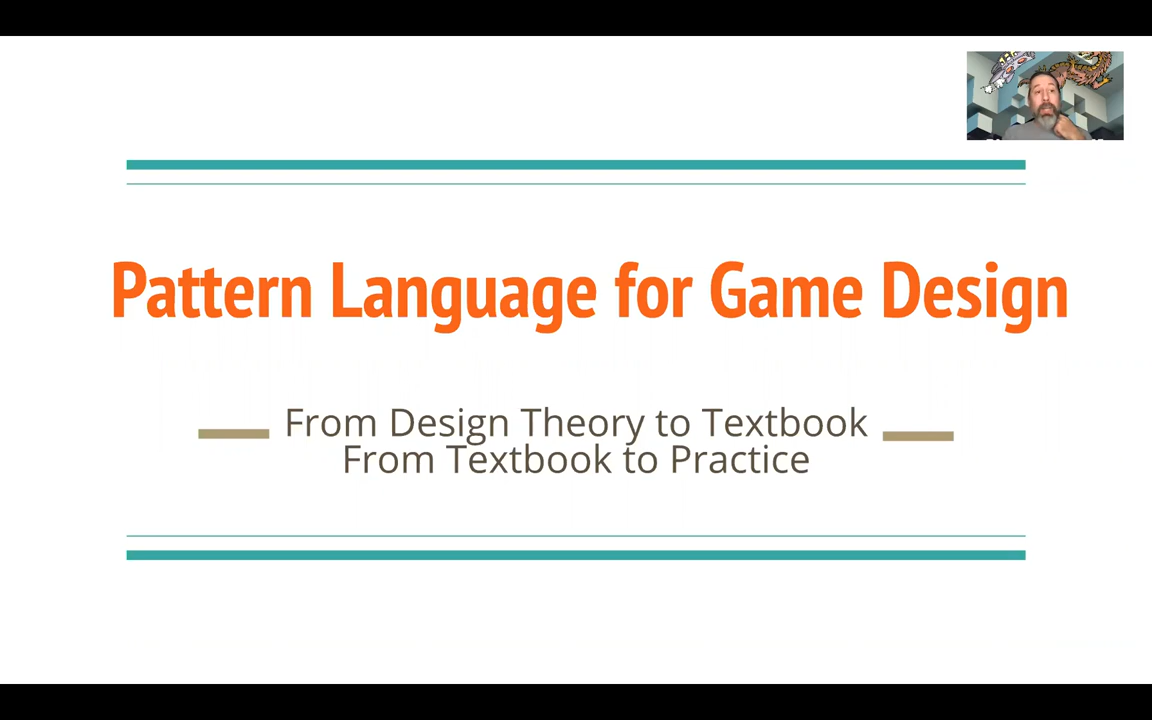 Pattern Language for Game Design
From Design Theory to Textbook
From Textbook to Practice